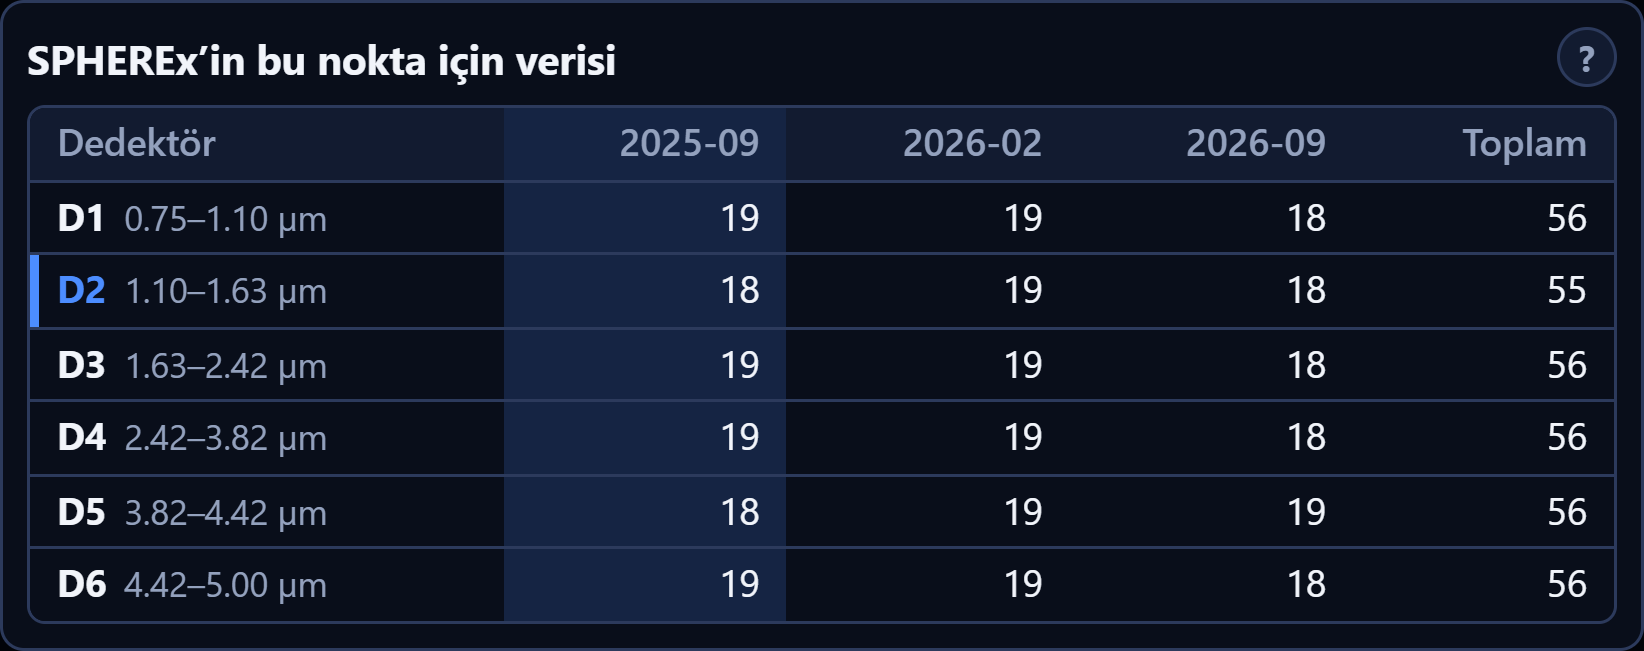 SPHEREx’in bu nokta için verisi ?
Dedektör 2025-09 2026-02 2026-09 Toplam
D1 0.75–1.10 µm 19 19 18 56
D2 1.10–1.63 µm 18 19 18 55
D3 1.63–2.42 µm 19 19 18 56
D4 2.42–3.82 µm 19 19 18 56
D5 3.82–4.42 µm 18 19 19 56
D6 4.42–5.00 µm 19 19 18 56